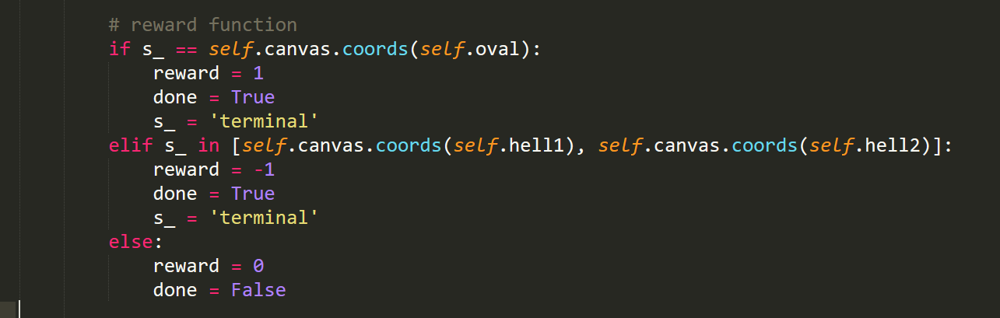 # reward function
if s_ == self.canvas.coords(self.oval):
    reward = 1
    done = True
    s_ = 'terminal'
elif s_ in [self.canvas.coords(self.hell1), self.canvas.coords(self.hell2)]:
    reward = -1
    done = True
    s_ = 'terminal'
else:
    reward = 0
    done = False